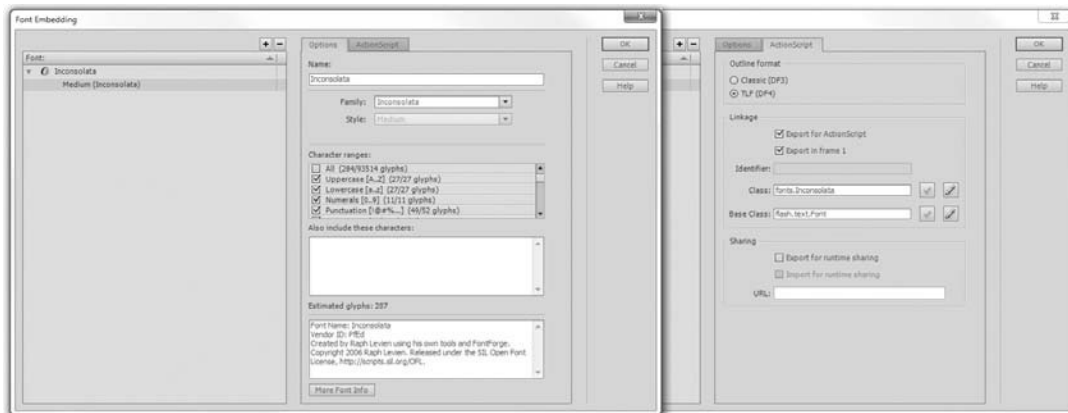 Font Embedding
Font:
Inconsolata
Medium (Inconsolata)
Options ActionScript
Name:
Inconsolata
Family: Inconsolata
Style: Medium
Character ranges:
All (284/93514 glyphs)
Uppercase [A..Z] (27/27 glyphs)
Lowercase [a..z] (27/27 glyphs)
Numerals [0..9] (11/11 glyphs)
Punctuation [!@#%...] (49/52 glyphs)
Also include these characters:
Estimated glyphs: 287
Font Name: Inconsolata
Vendor ID: PfEd
Created by Raph Levien using his own tools and FontForge.
Copyright 2006 Raph Levien. Released under the SIL Open Font
License, http://scripts.sil.org/OFL.
More Font Info
OK
Cancel
Help
Options ActionScript
Outline format
Classic (DF3)
TLF (DF4)
Linkage
Export for ActionScript
Export in frame 1
Identifier:
Class: fonts.Inconsolata
Base Class: flash.text.Font
Sharing
Export for runtime sharing
Import for runtime sharing
URL:
OK
Cancel
Help